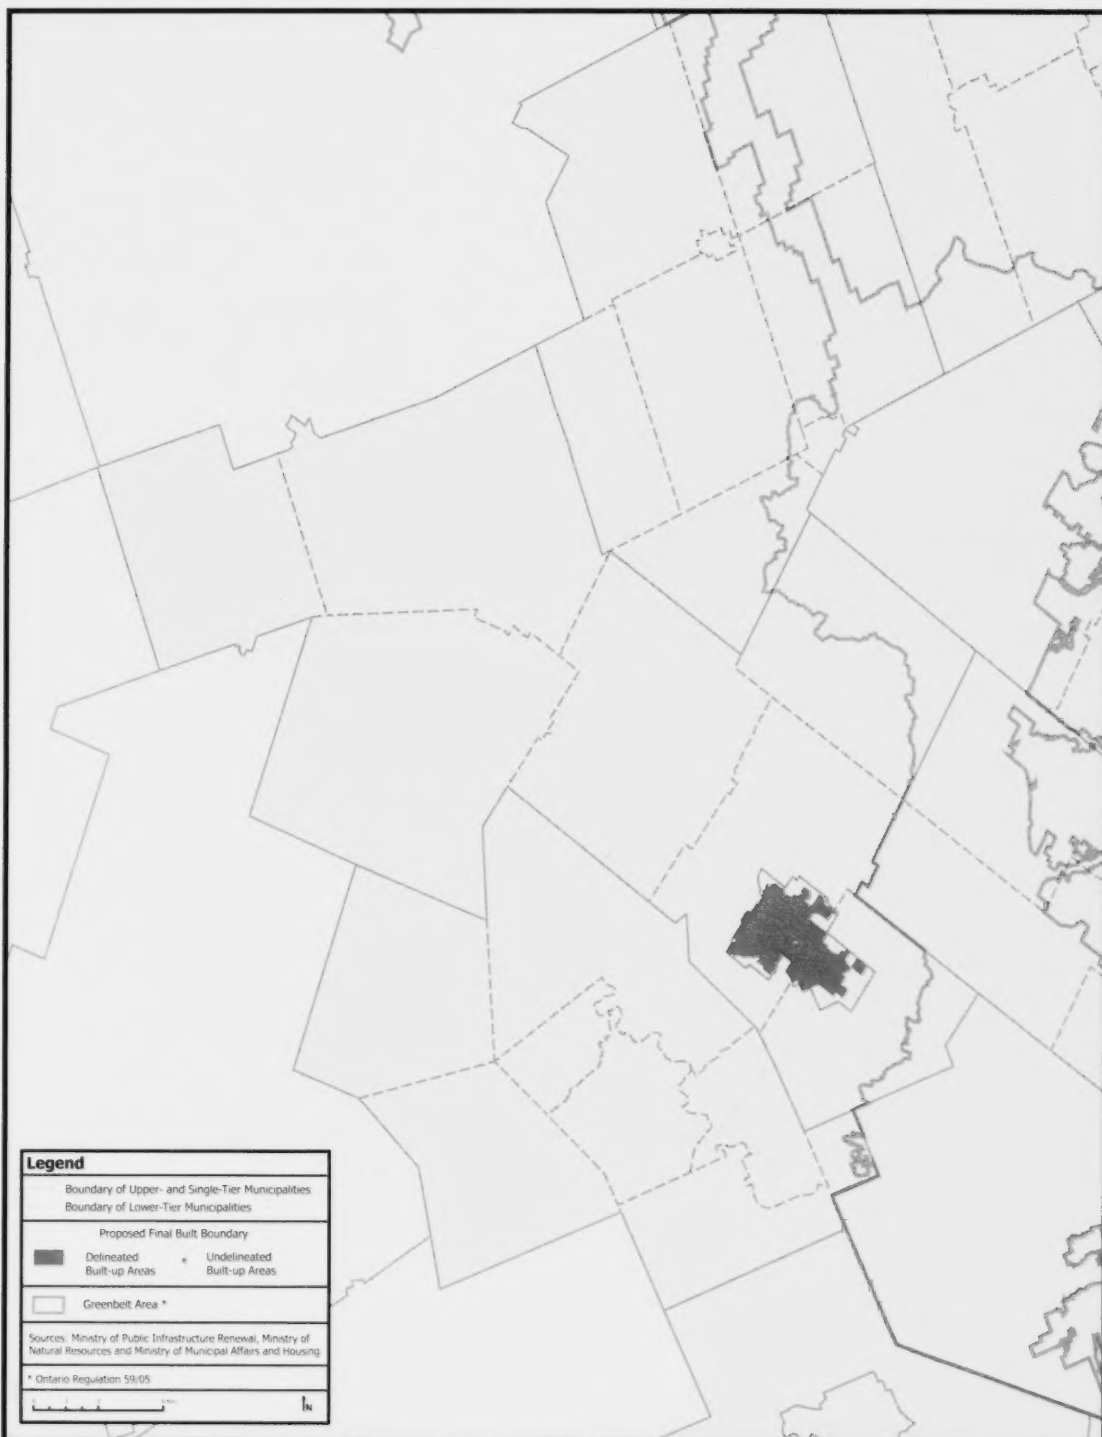 Legend
Boundary of Upper- and Single-Tier Municipalities
Boundary of Lower-Tier Municipalities
Proposed Final Built Boundary
Delineated
Built-up Areas
* Undelineated
Built-up Areas
Greenbelt Area *
Sources: Ministry of Public Infrastructure Renewal, Ministry of
Natural Resources and Ministry of Municipal Affairs and Housing
* Ontario Regulation 59/05
N